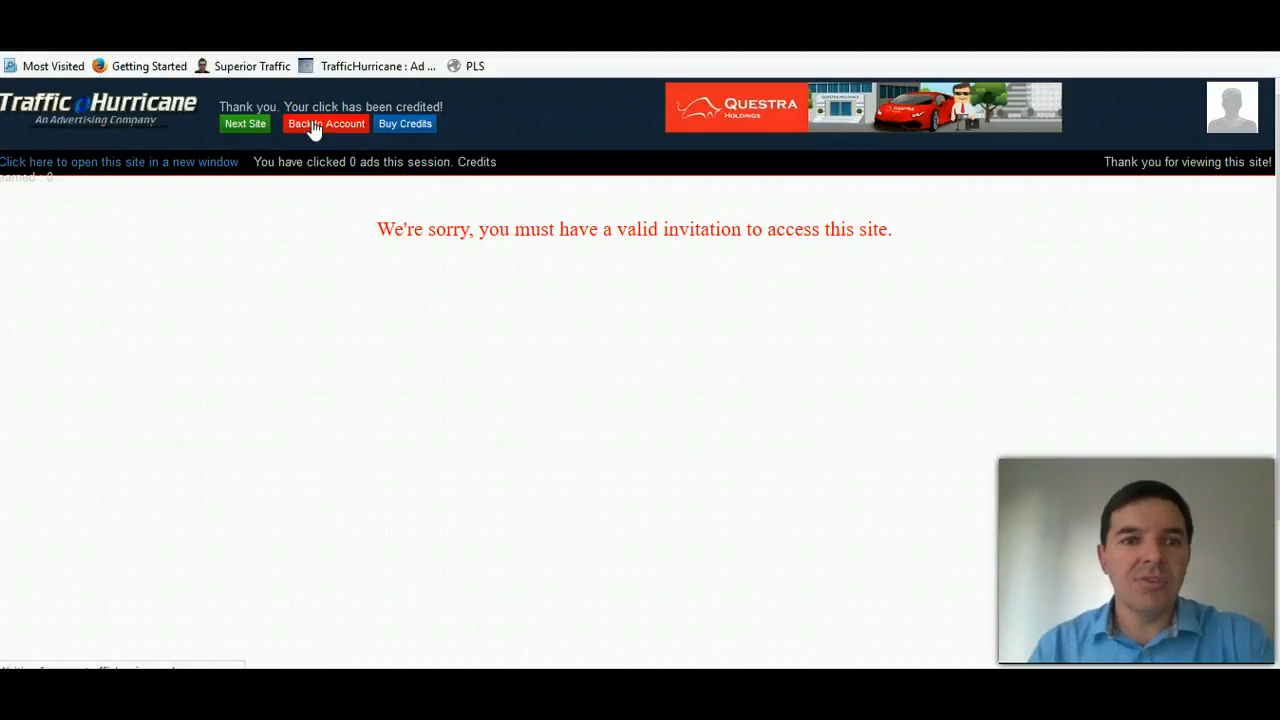 Most Visited Getting Started Superior Traffic TrafficHurricane : Ad ... PLS
Traffic Hurricane
An Advertising Company
Thank you. Your click has been credited!
Next Site Back to Account Buy Credits
QUESTRA
HOLDINGS
Click here to open this site in a new window You have clicked 0 ads this session. Credits
earned : 0
Thank you for viewing this site!
We're sorry, you must have a valid invitation to access this site.